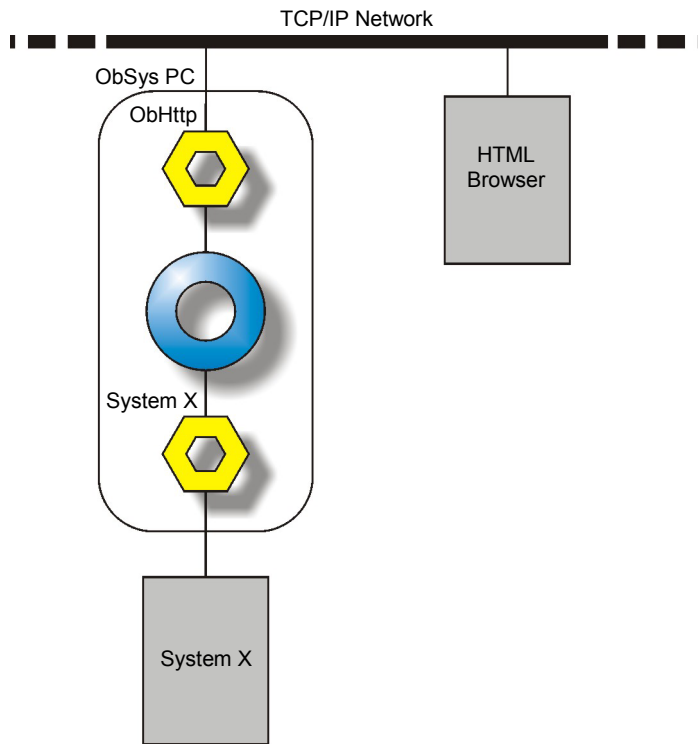 TCP/IP Network
ObSys PC
ObHttp
HTML
Browser
System X
System X